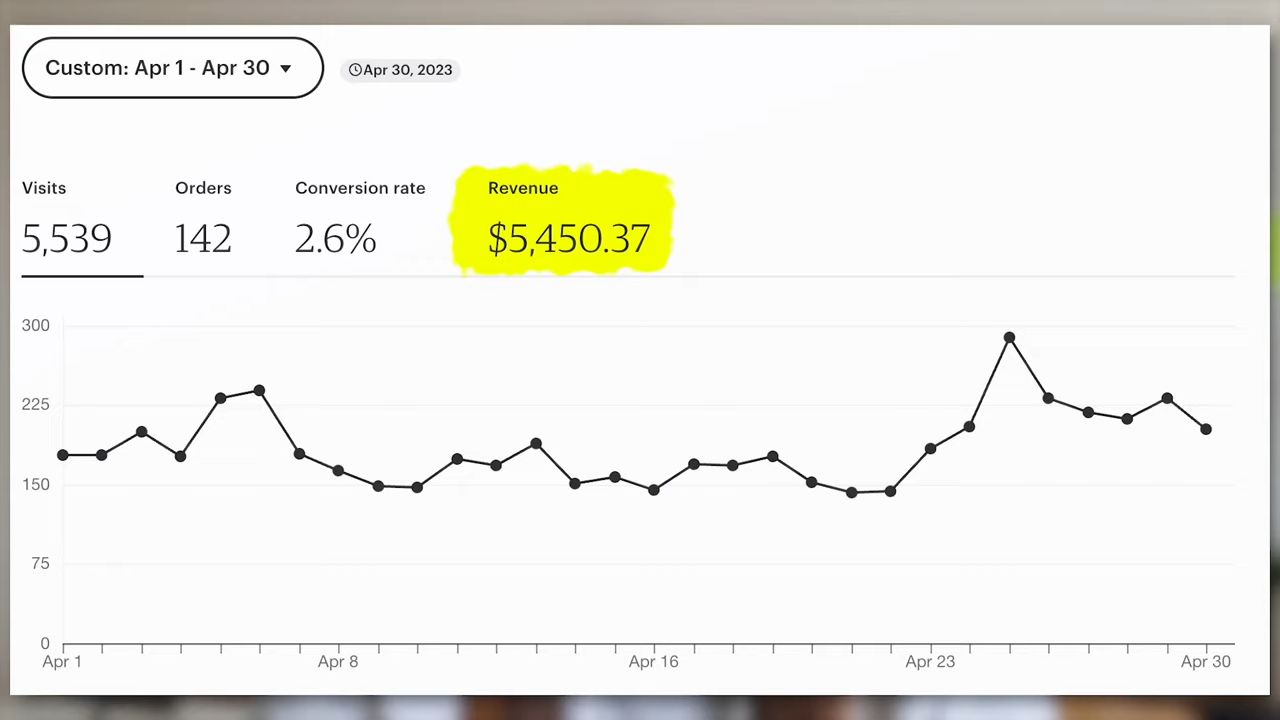 Custom: Apr 1 - Apr 30
Apr 30, 2023
Visits Orders Conversion rate Revenue
5,539 142 2.6% $5,450.37
300
225
150
75
0
Apr 1 Apr 8 Apr 16 Apr 23 Apr 30